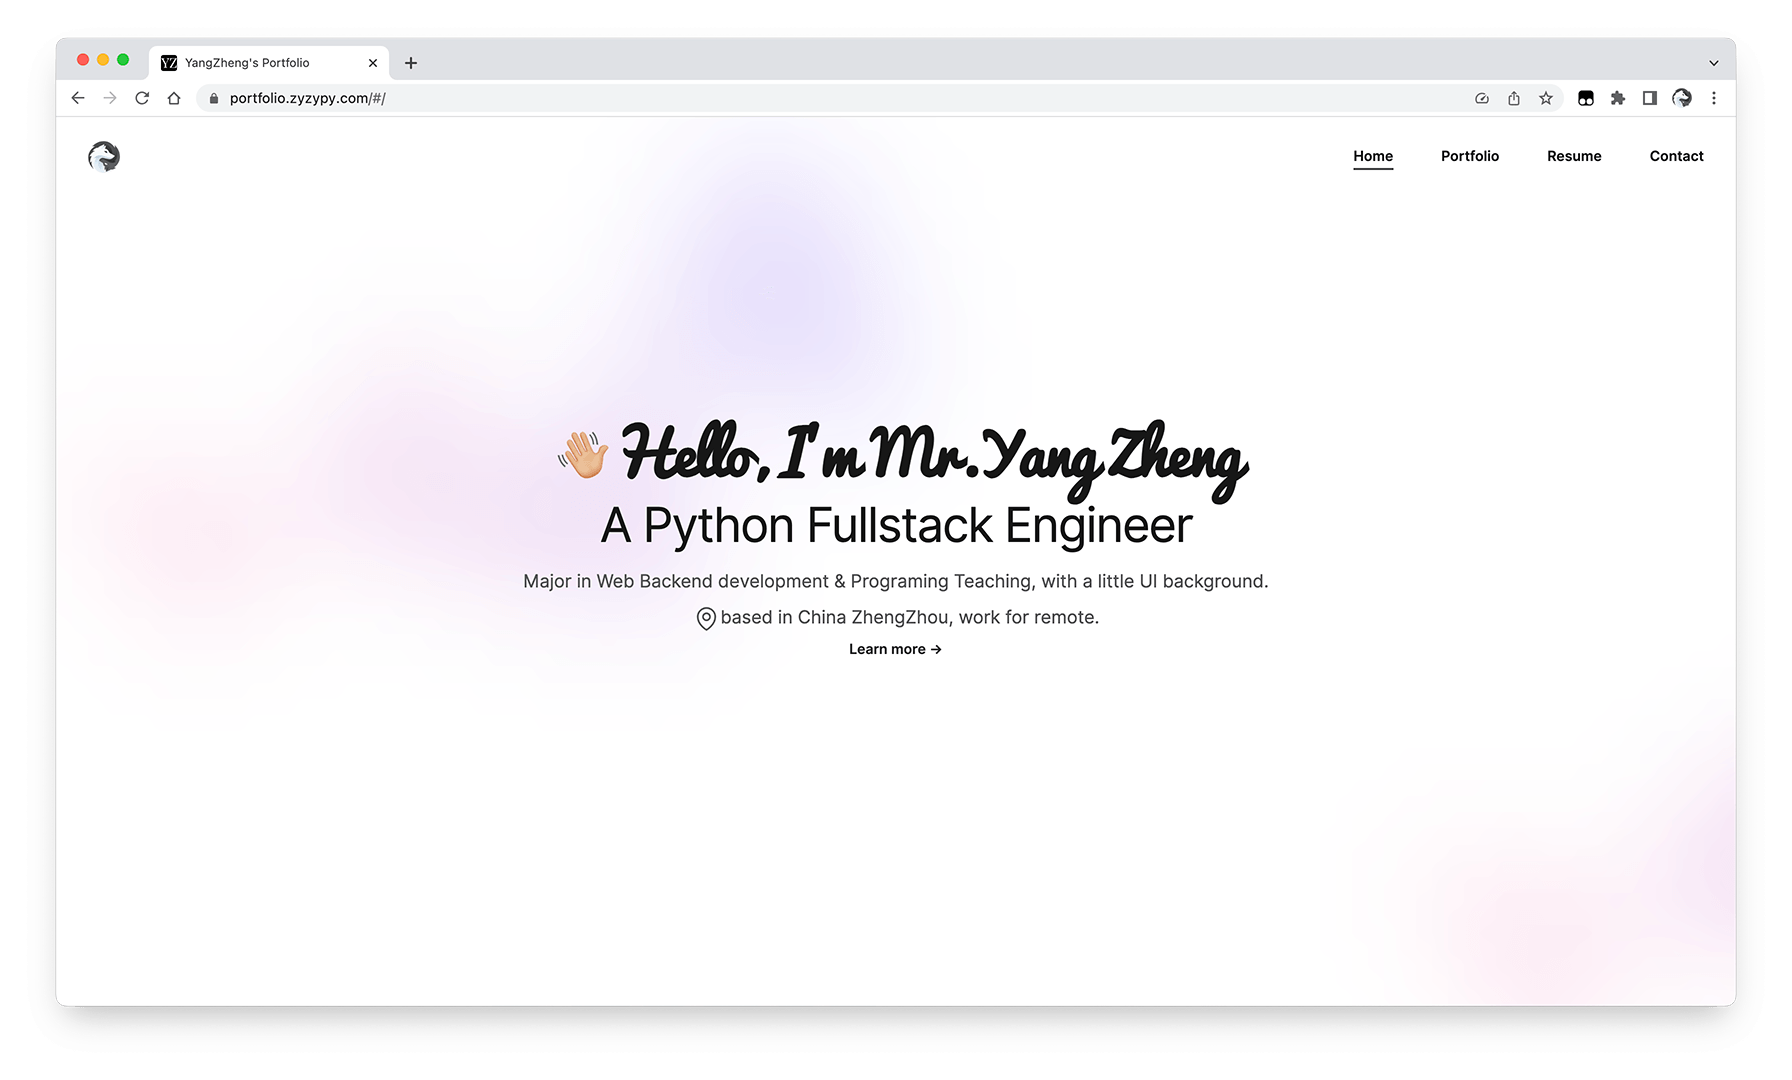 YZ YangZheng's Portfolio
portfolio.zyzypy.com/#/
Home Portfolio Resume Contact
👋🏼 Hello, I'm Mr.Yang Zheng
A Python Fullstack Engineer
Major in Web Backend development & Programing Teaching, with a little UI background.
based in China ZhengZhou, work for remote.
Learn more →